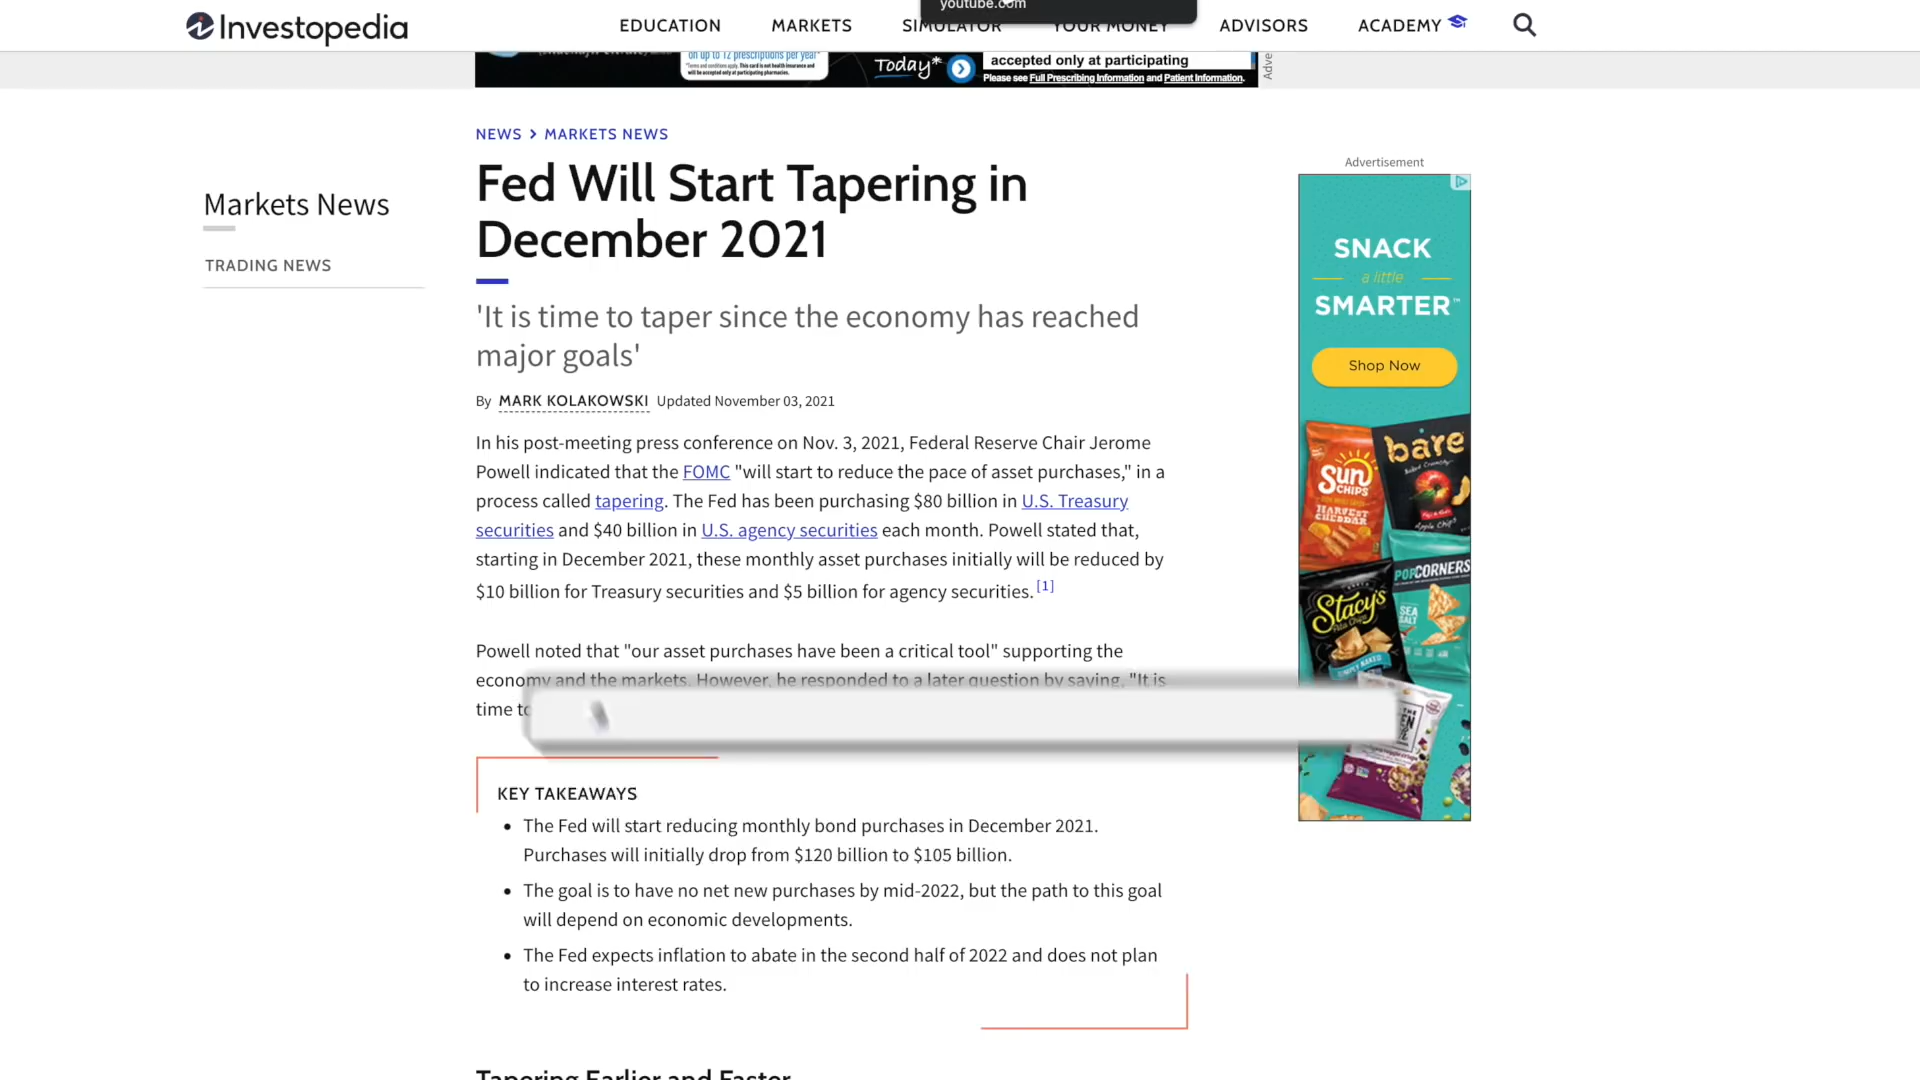 youtube.com
Investopedia
EDUCATION MARKETS SIMULATOR YOUR MONEY ADVISORS ACADEMY
on up to 12 prescriptions per year*
*Terms and conditions apply. This card is not health insurance and
will be accepted only at participating pharmacies.
Today*
accepted only at participating
Please see Full Prescribing Information and Patient Information.
Adve
NEWS > MARKETS NEWS
Fed Will Start Tapering in
December 2021
Markets News
TRADING NEWS
'It is time to taper since the economy has reached
major goals'
By MARK KOLAKOWSKI Updated November 03, 2021
In his post-meeting press conference on Nov. 3, 2021, Federal Reserve Chair Jerome
Powell indicated that the FOMC "will start to reduce the pace of asset purchases," in a
process called tapering. The Fed has been purchasing $80 billion in U.S. Treasury
securities and $40 billion in U.S. agency securities each month. Powell stated that,
starting in December 2021, these monthly asset purchases initially will be reduced by
$10 billion for Treasury securities and $5 billion for agency securities. [1]
Powell noted that "our asset purchases have been a critical tool" supporting the
economy and the markets. However, he responded to a later question by saying, "It is
time to
KEY TAKEAWAYS
• The Fed will start reducing monthly bond purchases in December 2021.
Purchases will initially drop from $120 billion to $105 billion.
• The goal is to have no net new purchases by mid-2022, but the path to this goal
will depend on economic developments.
• The Fed expects inflation to abate in the second half of 2022 and does not plan
to increase interest rates.
Tapering Earlier and Faster
Advertisement
SNACK
a little
SMARTER™
Shop Now
Sun
CHIPS
HARVEST
CHEDDAR
bare
Apple Chips
Stacy's
Pita Chips
SIMPLY NAKED
POPCORNERS
SEA
SALT